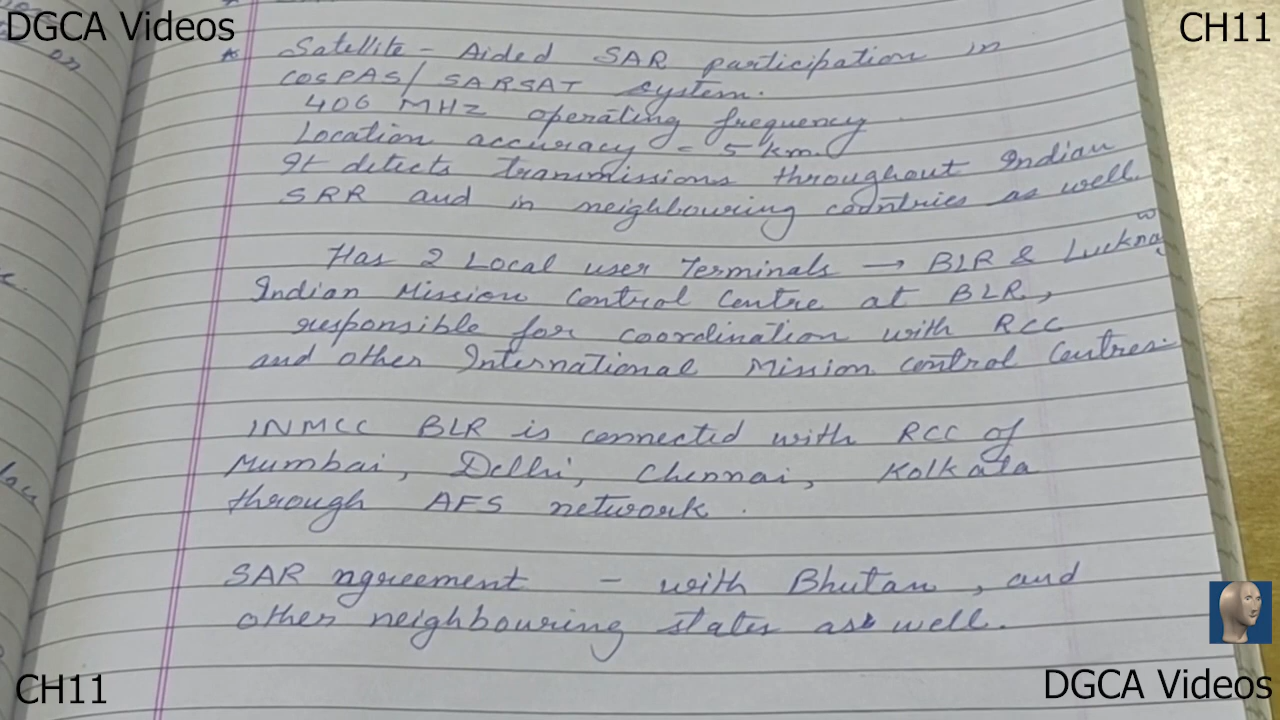 DGCA Videos
CH11
* Satellite - Aided SAR participation in
COSPAS/SARSAT system.
406 MHZ operating frequency
Location accuracy = 5 km.
It detects transmissions throughout Indian
SRR and in neighbouring countries as well.
Has 2 Local user Terminals → BLR & Lucknow
Indian Mission Control Centre at BLR,
responsible for coordination with RCC
and other International Mission control Centres.
INMCC BLR is connected with RCC of
Mumbai, Delhi, Chennai, Kolkata
through AFS network.
SAR agreement - with Bhutan, and
other neighbouring states as well.
CH11
DGCA Videos